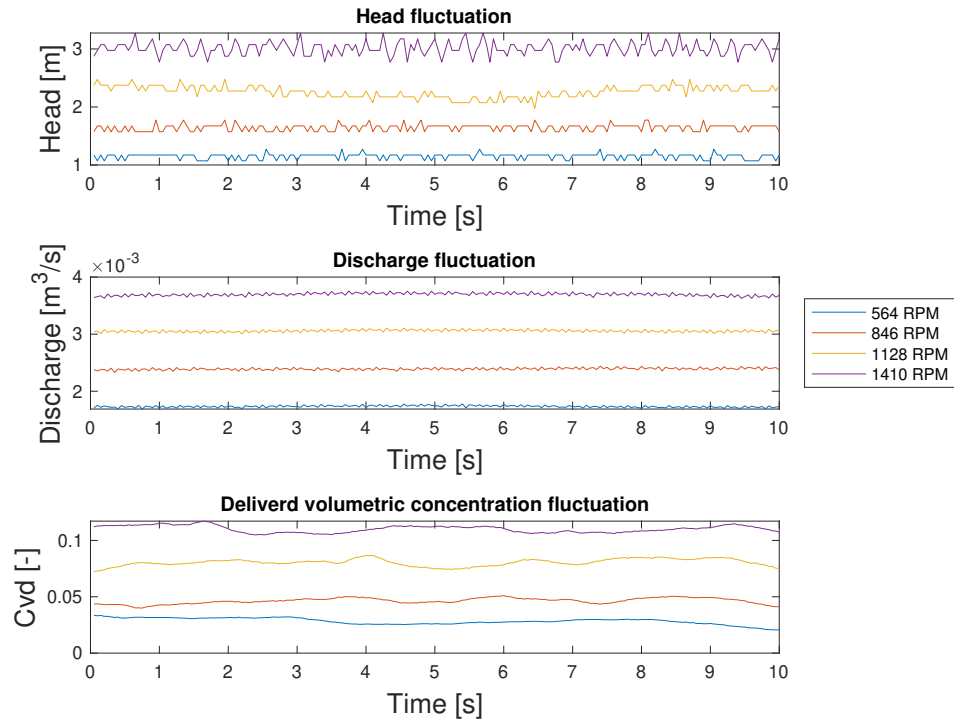 Head fluctuation
Head [m]
3
2
1
0 1 2 3 4 5 6 7 8 9 10
Time [s]
Discharge fluctuation
×10⁻³
Discharge [m³/s]
4
3
2
0 1 2 3 4 5 6 7 8 9 10
Time [s]
564 RPM
846 RPM
1128 RPM
1410 RPM
Deliverd volumetric concentration fluctuation
Cvd [-]
0.1
0.05
0
0 1 2 3 4 5 6 7 8 9 10
Time [s]